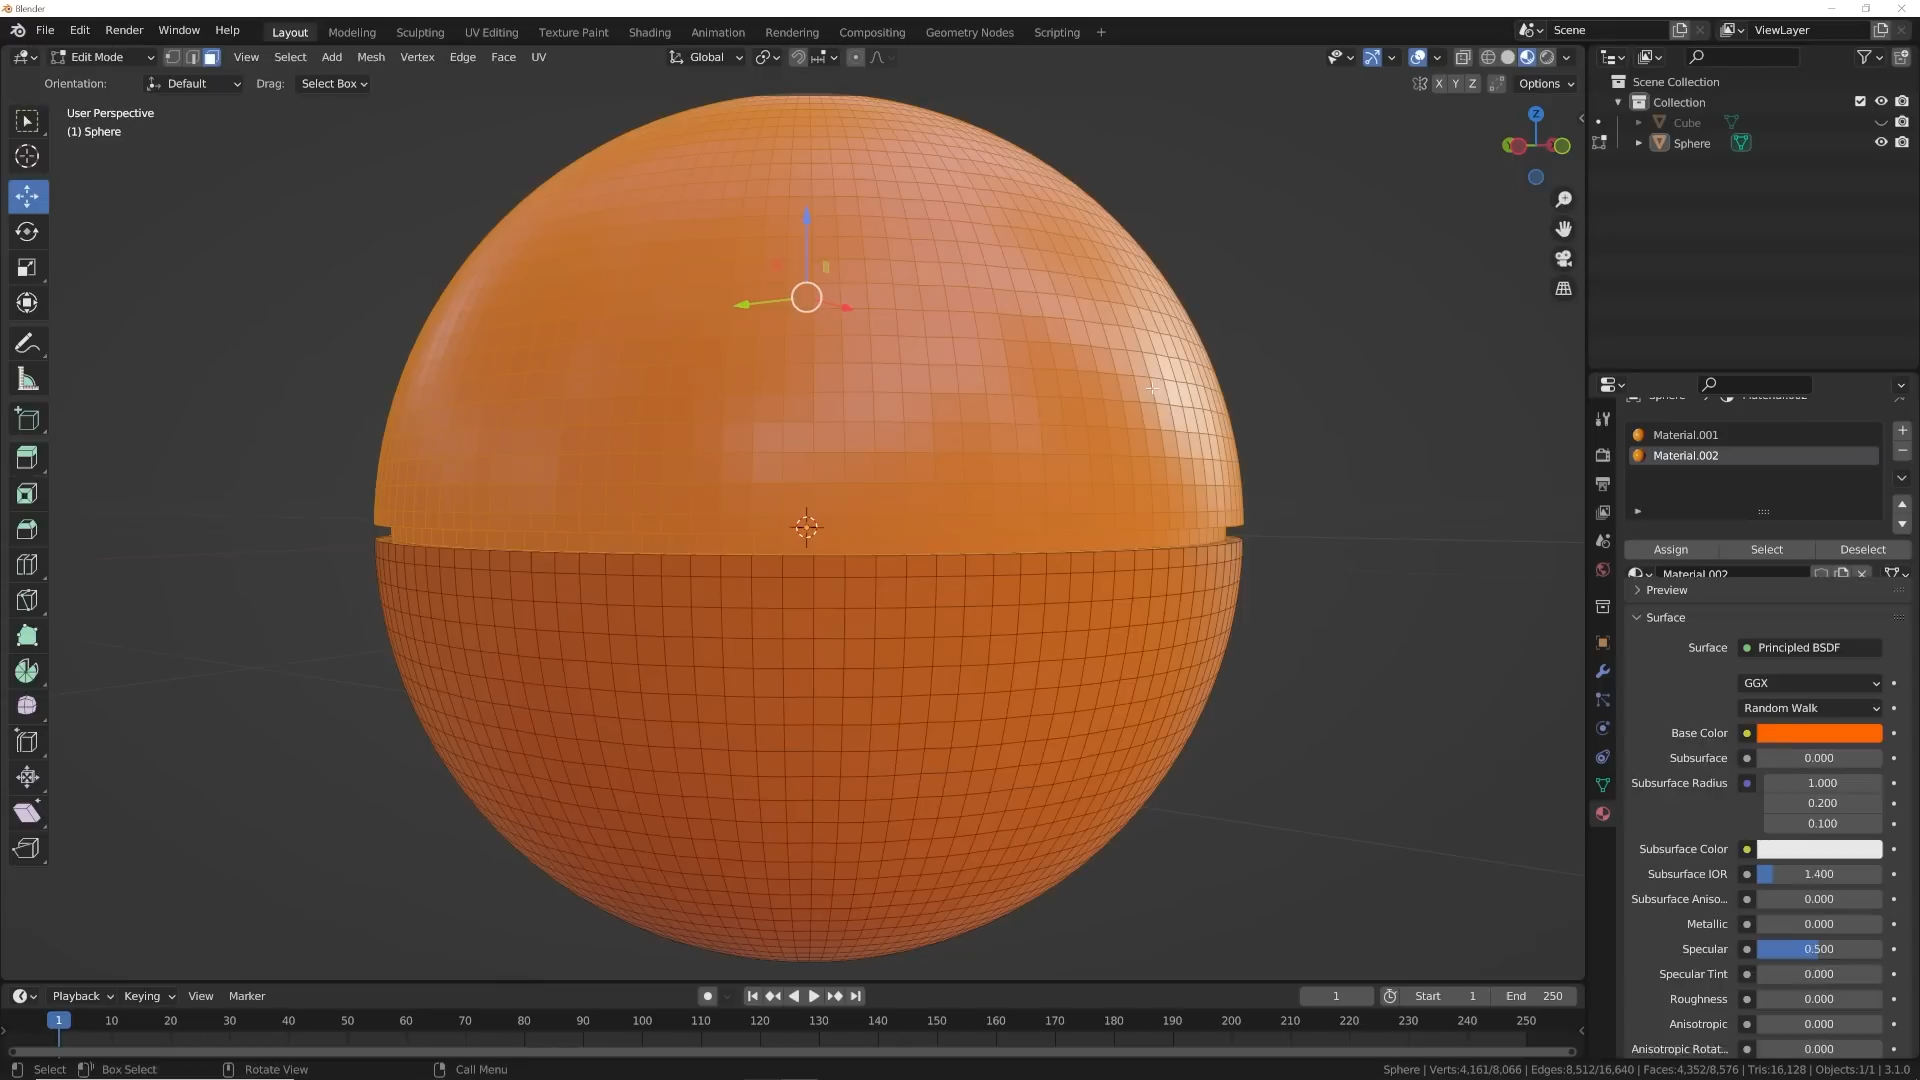 Blender
File Edit Render Window Help Layout Modeling Sculpting UV Editing Texture Paint Shading Animation Rendering Compositing Geometry Nodes Scripting + Scene ViewLayer
Edit Mode View Select Add Mesh Vertex Edge Face UV Global
Orientation: Default Drag: Select Box X Y Z Options
User Perspective
(1) Sphere
Z
Scene Collection
Collection
Cube
Sphere
Material.001
Material.002
Assign Select Deselect
Material.002
Preview
Surface
Surface Principled BSDF
GGX
Random Walk
Base Color
Subsurface 0.000
Subsurface Radius 1.000
0.200
0.100
Subsurface Color
Subsurface IOR 1.400
Subsurface Aniso... 0.000
Metallic 0.000
Specular 0.500
Specular Tint 0.000
Roughness 0.000
Anisotropic 0.000
Anisotropic Rotat... 0.000
Playback Keying View Marker 1 Start 1 End 250
1 10 20 30 40 50 60 70 80 90 100 110 120 130 140 150 160 170 180 190 200 210 220 230 240 250
Select Box Select Rotate View Call Menu Sphere | Verts:4,161/8,066 | Edges:8,512/16,640 | Faces:4,352/8,576 | Tris:16,128 | Objects:1/1 | 3.1.0